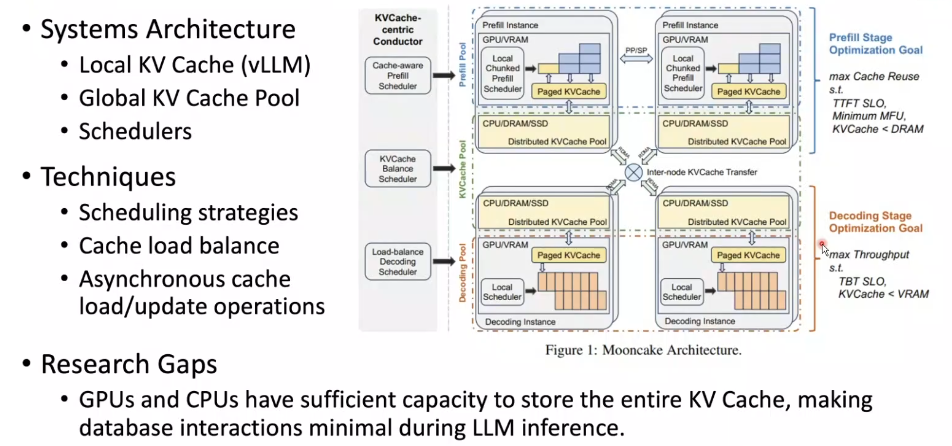 • Systems Architecture
• Local KV Cache (vLLM)
• Global KV Cache Pool
• Schedulers
• Techniques
• Scheduling strategies
• Cache load balance
• Asynchronous cache
load/update operations
• Research Gaps
• GPUs and CPUs have sufficient capacity to store the entire KV Cache, making
database interactions minimal during LLM inference.
KVCache-
centric
Conductor
Cache-aware
Prefill
Scheduler
KVCache
Balance
Scheduler
Load-balance
Decoding
Scheduler
Prefill Pool
KVCache Pool
Decoding Pool
Prefill Instance
GPU/VRAM
Local
Chunked
Prefill
Scheduler
Paged KVCache
CPU/DRAM/SSD
Distributed KVCache Pool
PP/SP
Prefill Instance
GPU/VRAM
Local
Chunked
Prefill
Scheduler
Paged KVCache
CPU/DRAM/SSD
Distributed KVCache Pool
RDMA
RDMA
RDMA
RDMA
Inter-node KVCache Transfer
CPU/DRAM/SSD
Distributed KVCache Pool
GPU/VRAM
Paged KVCache
Local
Scheduler
Decoding Instance
CPU/DRAM/SSD
Distributed KVCache Pool
GPU/VRAM
Paged KVCache
Local
Scheduler
Decoding Instance
Prefill Stage
Optimization Goal
max Cache Reuse
s.t.
TTFT SLO,
Minimum MFU,
KVCache < DRAM
Decoding Stage
Optimization Goal
max Throughput
s.t.
TBT SLO,
KVCache < VRAM
Figure 1: Mooncake Architecture.